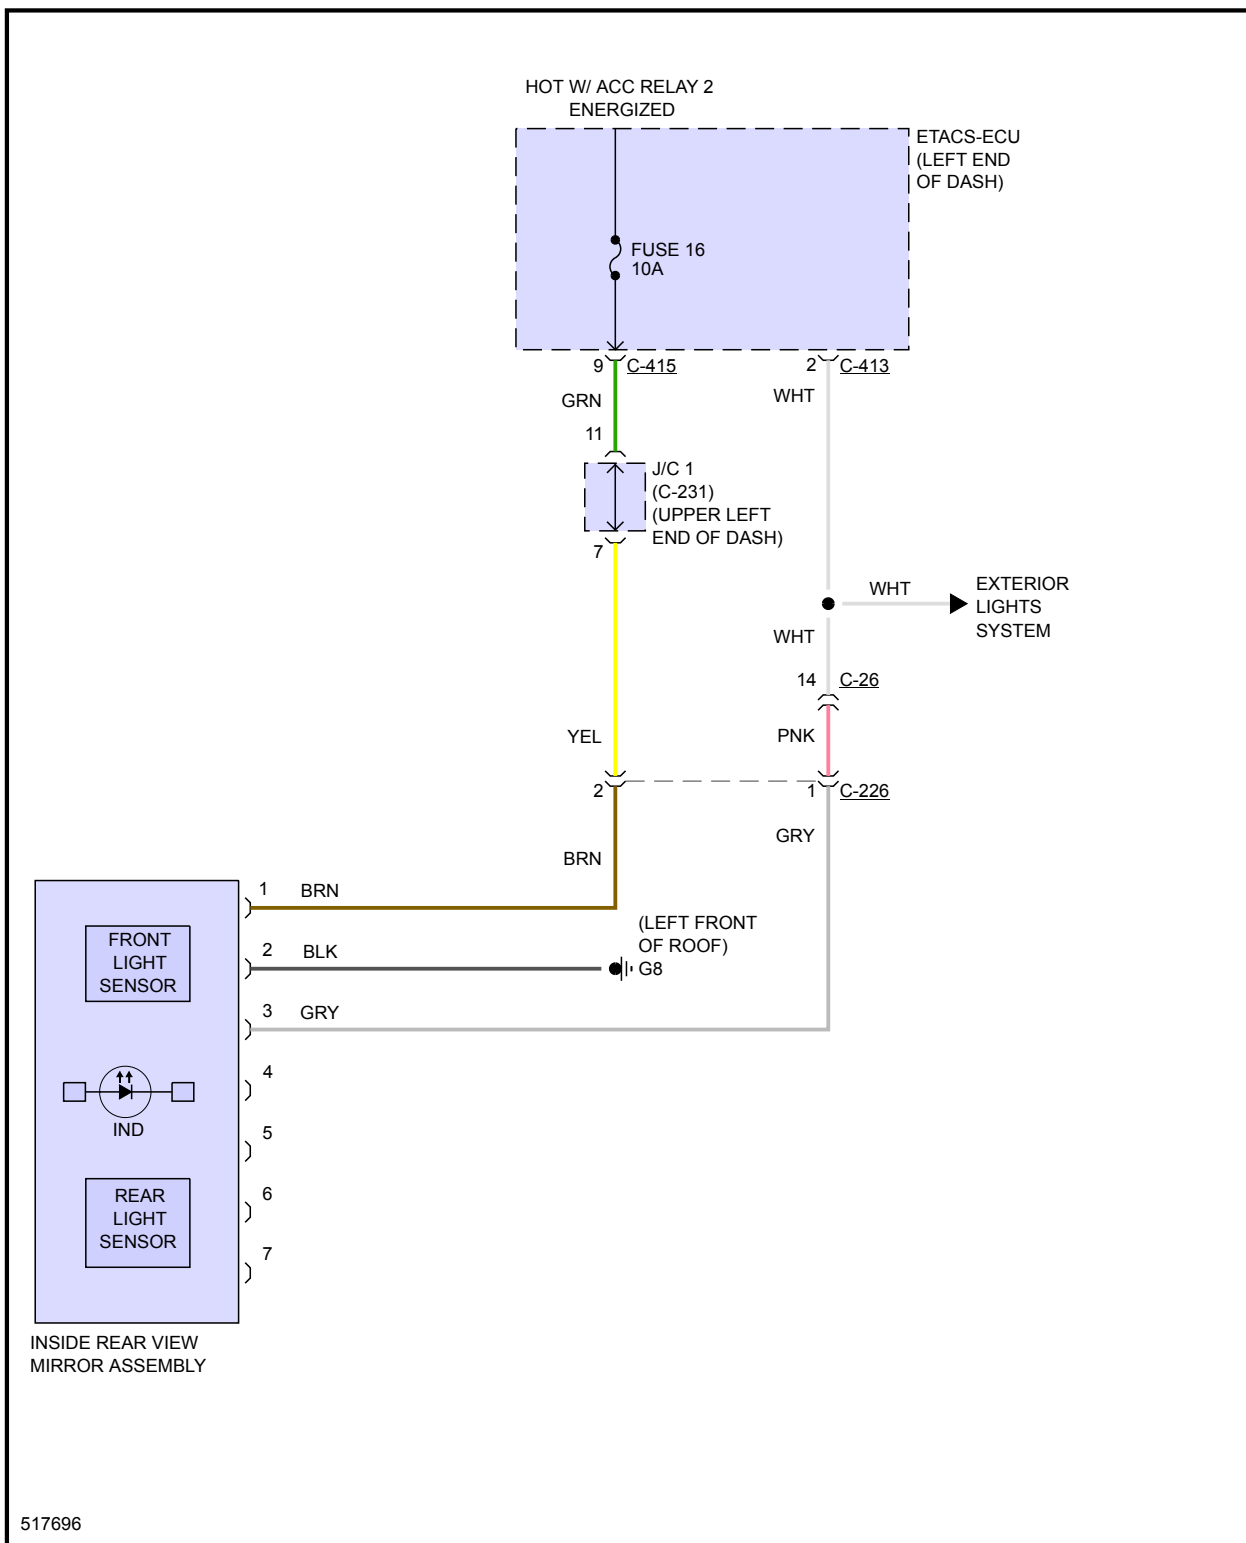 HOT W/ ACC RELAY 2
ENERGIZED
ETACS-ECU
(LEFT END
OF DASH)
FUSE 16
10A
9 C-415
2 C-413
GRN
WHT
11
J/C 1
(C-231)
(UPPER LEFT
END OF DASH)
7
WHT
EXTERIOR
LIGHTS
SYSTEM
WHT
14 C-26
YEL
PNK
2
1 C-226
GRY
BRN
1 BRN
(LEFT FRONT
OF ROOF)
G8
2 BLK
3 GRY
4
5
6
7
FRONT
LIGHT
SENSOR
IND
REAR
LIGHT
SENSOR
INSIDE REAR VIEW
MIRROR ASSEMBLY
517696